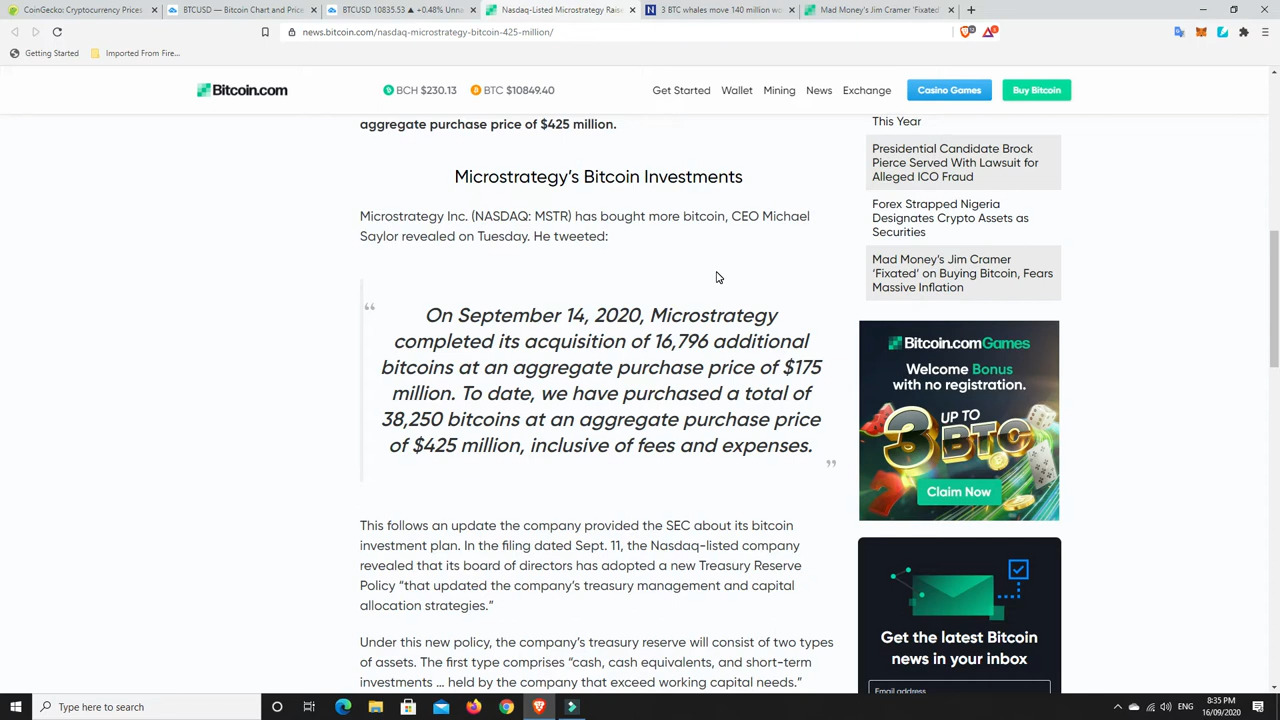 CoinGecko: Cryptocurrency Prices
BTCUSD — Bitcoin Chart and Price
BTCUSD 10835.53 ▲ +0.48% Unna
Nasdaq-Listed Microstrategy Raise
3 BTC whales move 140 million wo
Mad Money's Jim Cramer 'Fixated'
news.bitcoin.com/nasdaq-microstrategy-bitcoin-425-million/
Getting Started
Imported From Fire...
Bitcoin.com
BCH $230.13
BTC $10849.40
Get Started
Wallet
Mining
News
Exchange
Casino Games
Buy Bitcoin
aggregate purchase price of $425 million.
Microstrategy's Bitcoin Investments
Microstrategy Inc. (NASDAQ: MSTR) has bought more bitcoin, CEO Michael
Saylor revealed on Tuesday. He tweeted:
“
On September 14, 2020, Microstrategy
completed its acquisition of 16,796 additional
bitcoins at an aggregate purchase price of $175
million. To date, we have purchased a total of
38,250 bitcoins at an aggregate purchase price
of $425 million, inclusive of fees and expenses.
”
This follows an update the company provided the SEC about its bitcoin
investment plan. In the filing dated Sept. 11, the Nasdaq-listed company
revealed that its board of directors has adopted a new Treasury Reserve
Policy “that updated the company's treasury management and capital
allocation strategies.”
Under this new policy, the company's treasury reserve will consist of two types
of assets. The first type comprises “cash, cash equivalents, and short-term
investments ... held by the company that exceed working capital needs.”
This Year
Presidential Candidate Brock
Pierce Served With Lawsuit for
Alleged ICO Fraud
Forex Strapped Nigeria
Designates Crypto Assets as
Securities
Mad Money's Jim Cramer
'Fixated' on Buying Bitcoin, Fears
Massive Inflation
Bitcoin.com Games
Welcome Bonus
with no registration.
UP TO
3 BTC
Claim Now
Get the latest Bitcoin
news in your inbox
Email address
Type here to search
ENG
8:35 PM
16/09/2020